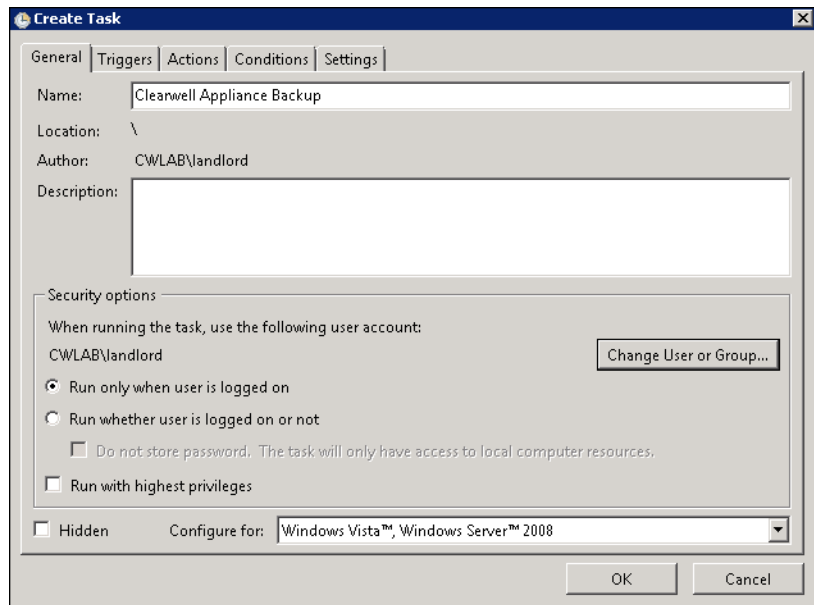 Create Task
General Triggers Actions Conditions Settings
Name: Clearwell Appliance Backup
Location: \
Author: CWLAB\landlord
Description:
Security options
When running the task, use the following user account:
CWLAB\landlord
Change User or Group...
Run only when user is logged on
Run whether user is logged on or not
Do not store password. The task will only have access to local computer resources.
Run with highest privileges
Hidden Configure for: Windows Vista™, Windows Server™ 2008
OK Cancel